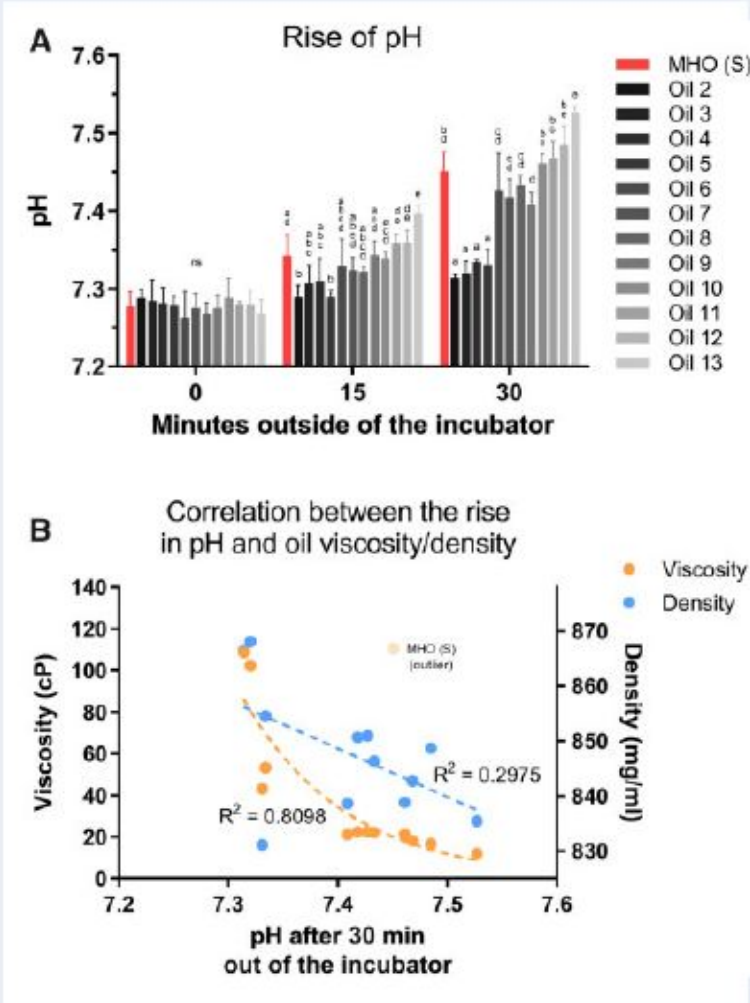 A
Rise of pH
7.6
7.5
7.4
7.3
7.2
pH
ns
0
15
30
Minutes outside of the incubator
MHO (S)
Oil 2
Oil 3
Oil 4
Oil 5
Oil 6
Oil 7
Oil 8
Oil 9
Oil 10
Oil 11
Oil 12
Oil 13
B
Correlation between the rise
in pH and oil viscosity/density
Viscosity
Density
140
120
100
80
60
40
20
0
Viscosity (cP)
MHO (S)
(outlier)
R² = 0.2975
R² = 0.8098
870
860
850
840
830
Density (mg/ml)
7.2
7.3
7.4
7.5
7.6
pH after 30 min
out of the incubator